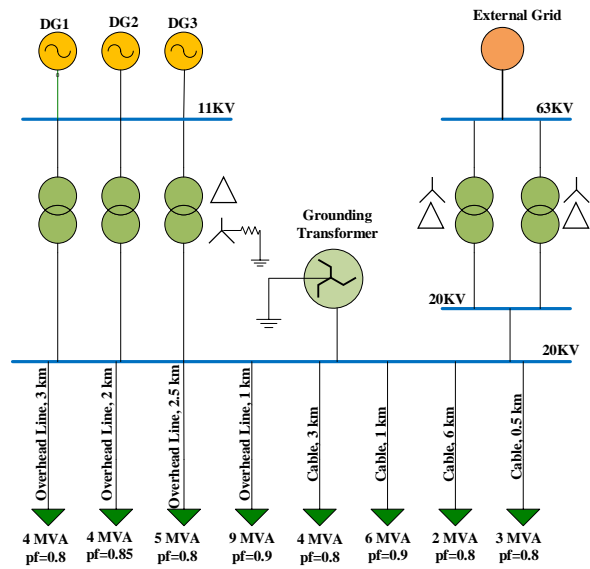 DG1
DG2
DG3
External Grid
11KV
63KV
Grounding
Transformer
20KV
20KV
Overhead Line, 3 km
Overhead Line, 2 km
Overhead Line, 2.5 km
Overhead Line, 1 km
Cable, 3 km
Cable, 1 km
Cable, 6 km
Cable, 0.5 km
4 MVA
pf=0.8
4 MVA
pf=0.85
5 MVA
pf=0.8
9 MVA
pf=0.9
4 MVA
pf=0.8
6 MVA
pf=0.9
2 MVA
pf=0.8
3 MVA
pf=0.8